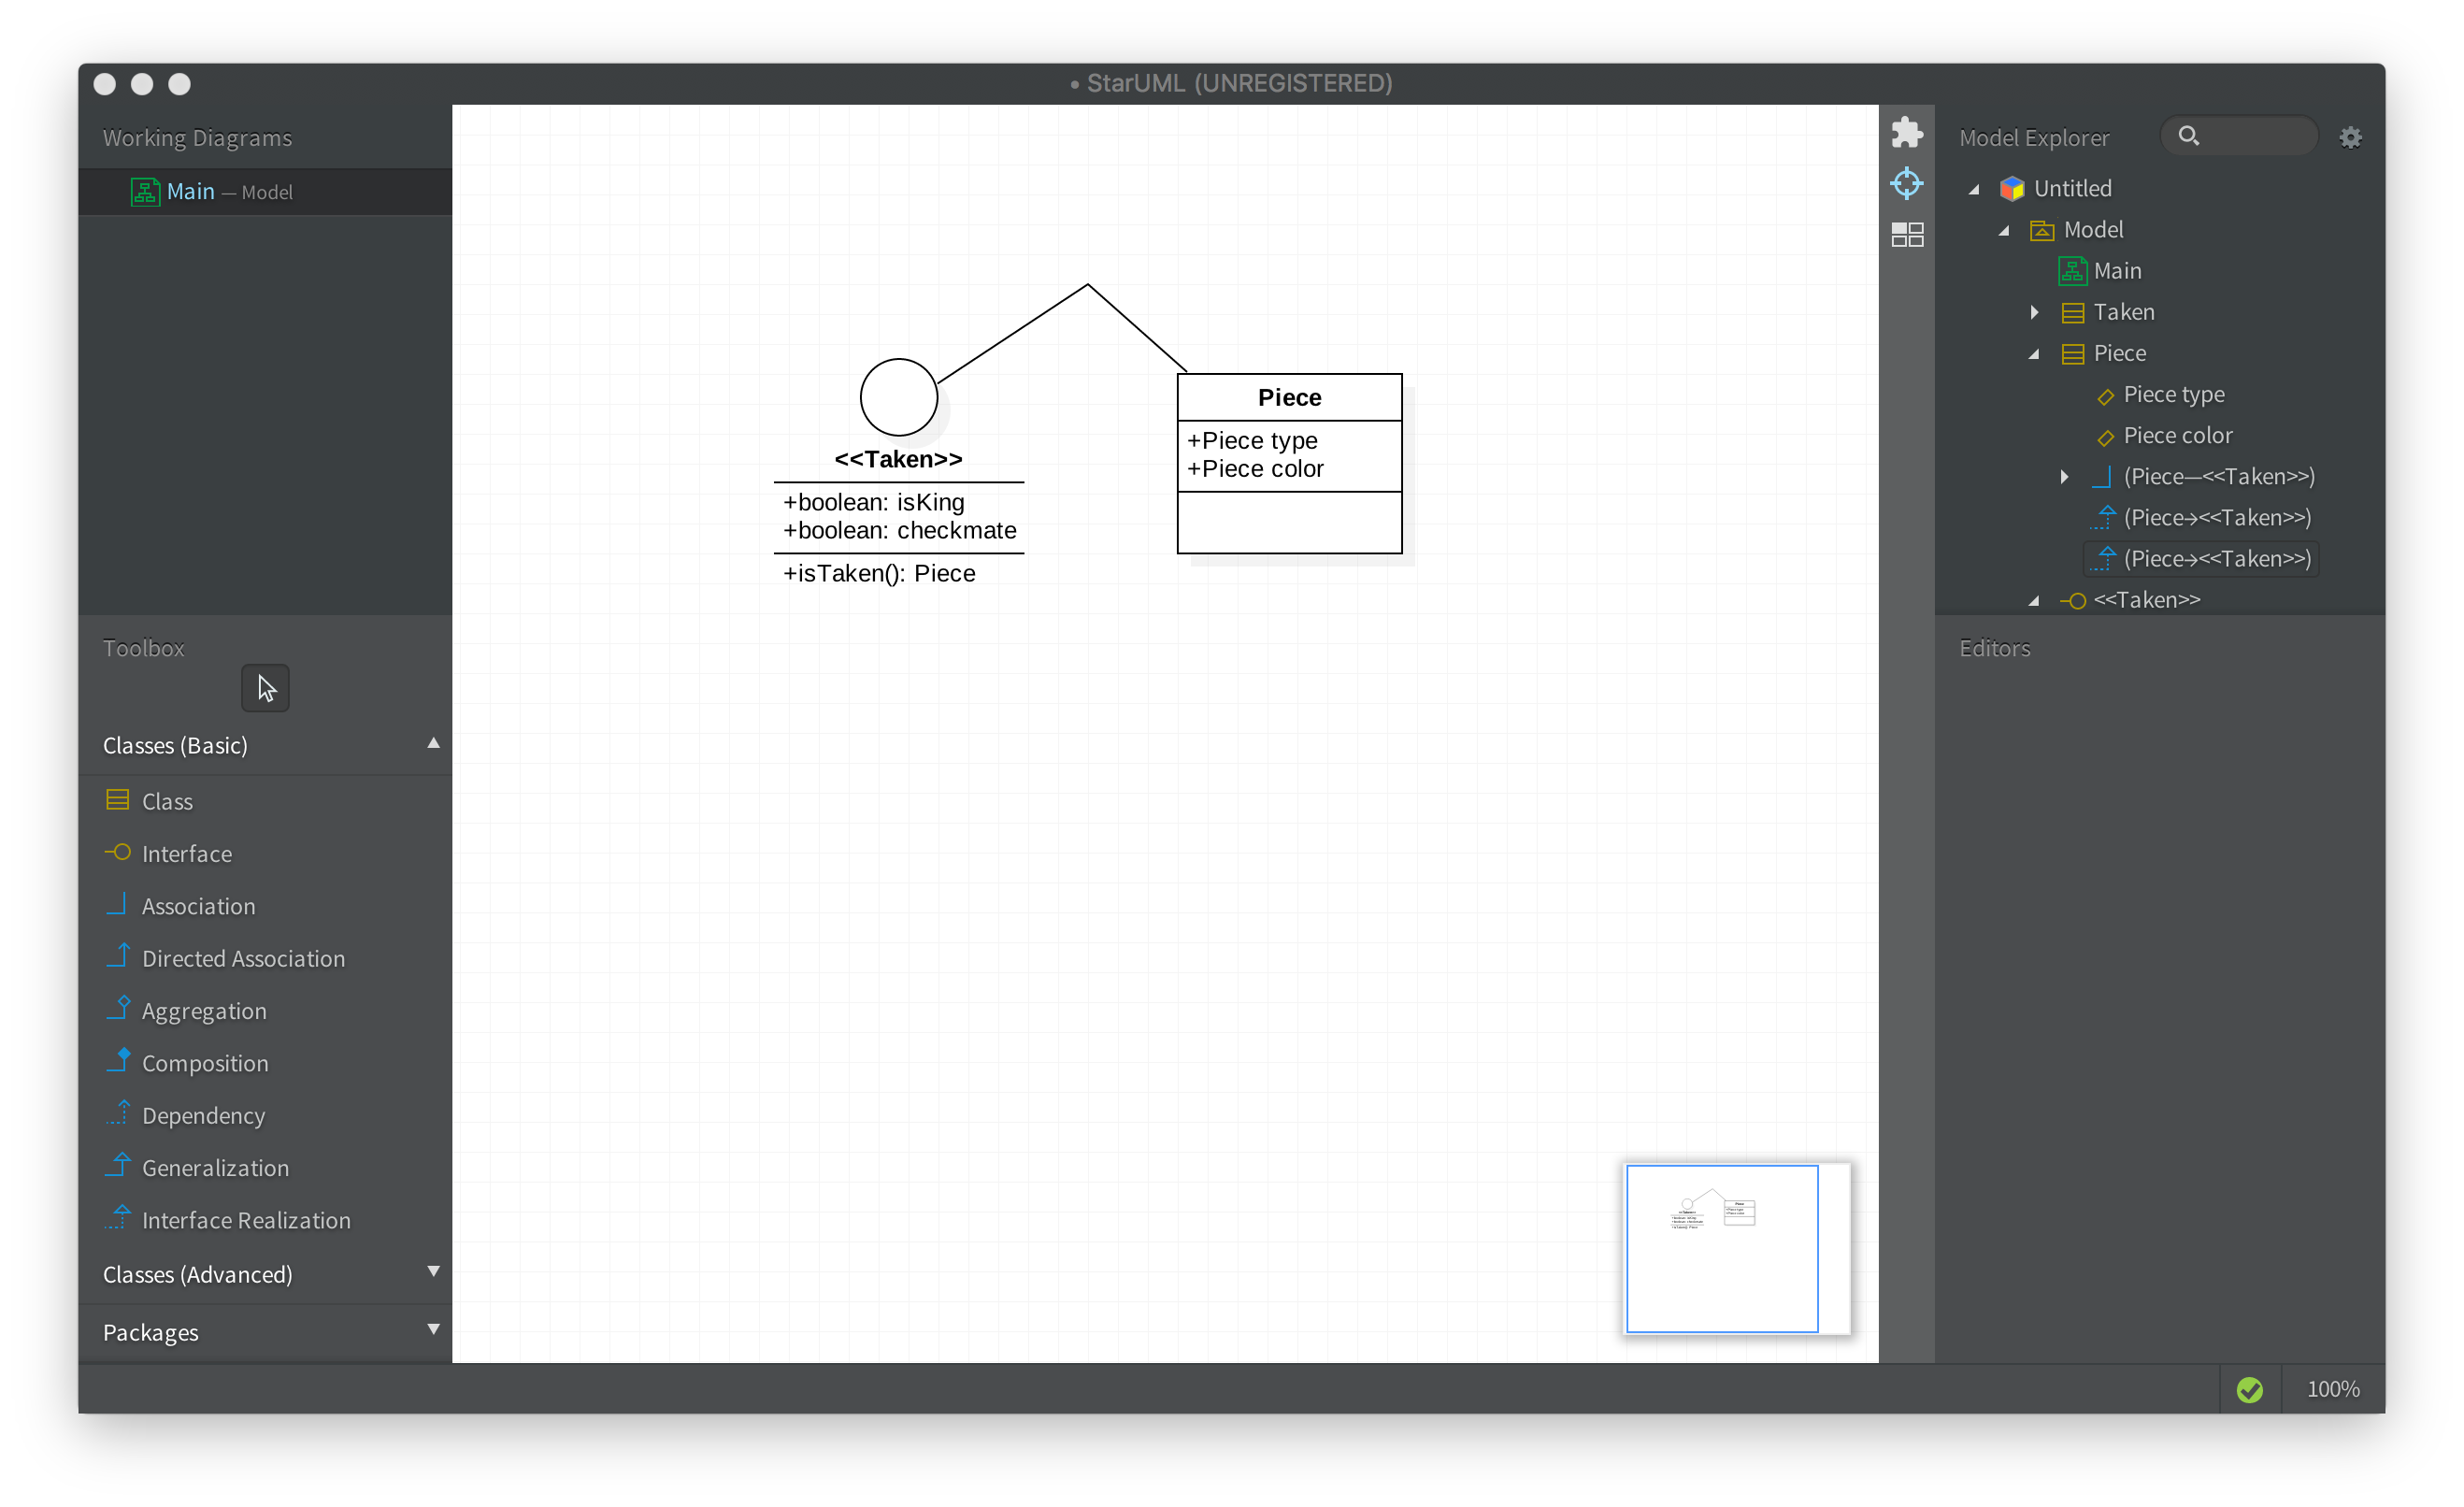 • StarUML (UNREGISTERED)
Working Diagrams
Main — Model
Toolbox
Classes (Basic)
Class
Interface
Association
Directed Association
Aggregation
Composition
Dependency
Generalization
Interface Realization
Classes (Advanced)
Packages
<<Taken>>
+boolean: isKing
+boolean: checkmate
+isTaken(): Piece
Piece
+Piece type
+Piece color
Model Explorer
Untitled
Model
Main
Taken
Piece
Piece type
Piece color
(Piece—<<Taken>>)
(Piece→<<Taken>>)
(Piece→<<Taken>>)
<<Taken>>
Editors
100%